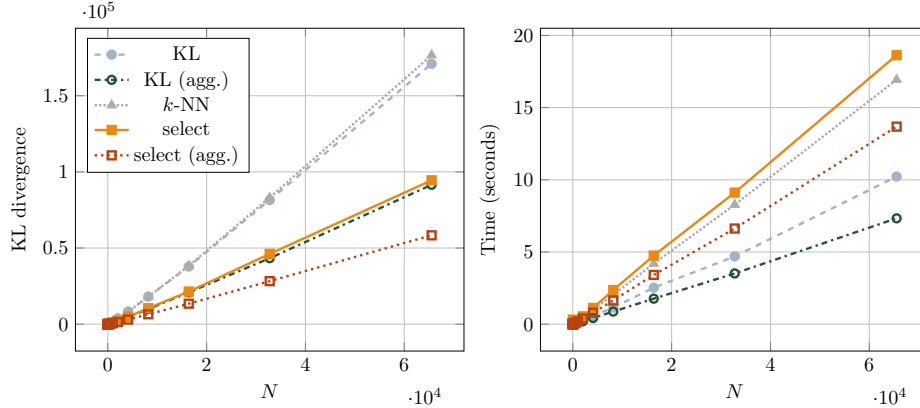 ·10^5
KL
KL (agg.)
k-NN
select
select (agg.)
KL divergence
0
0.5
1
1.5
0
2
4
6
N
·10^4
Time (seconds)
0
5
10
15
20
0
2
4
6
N
·10^4